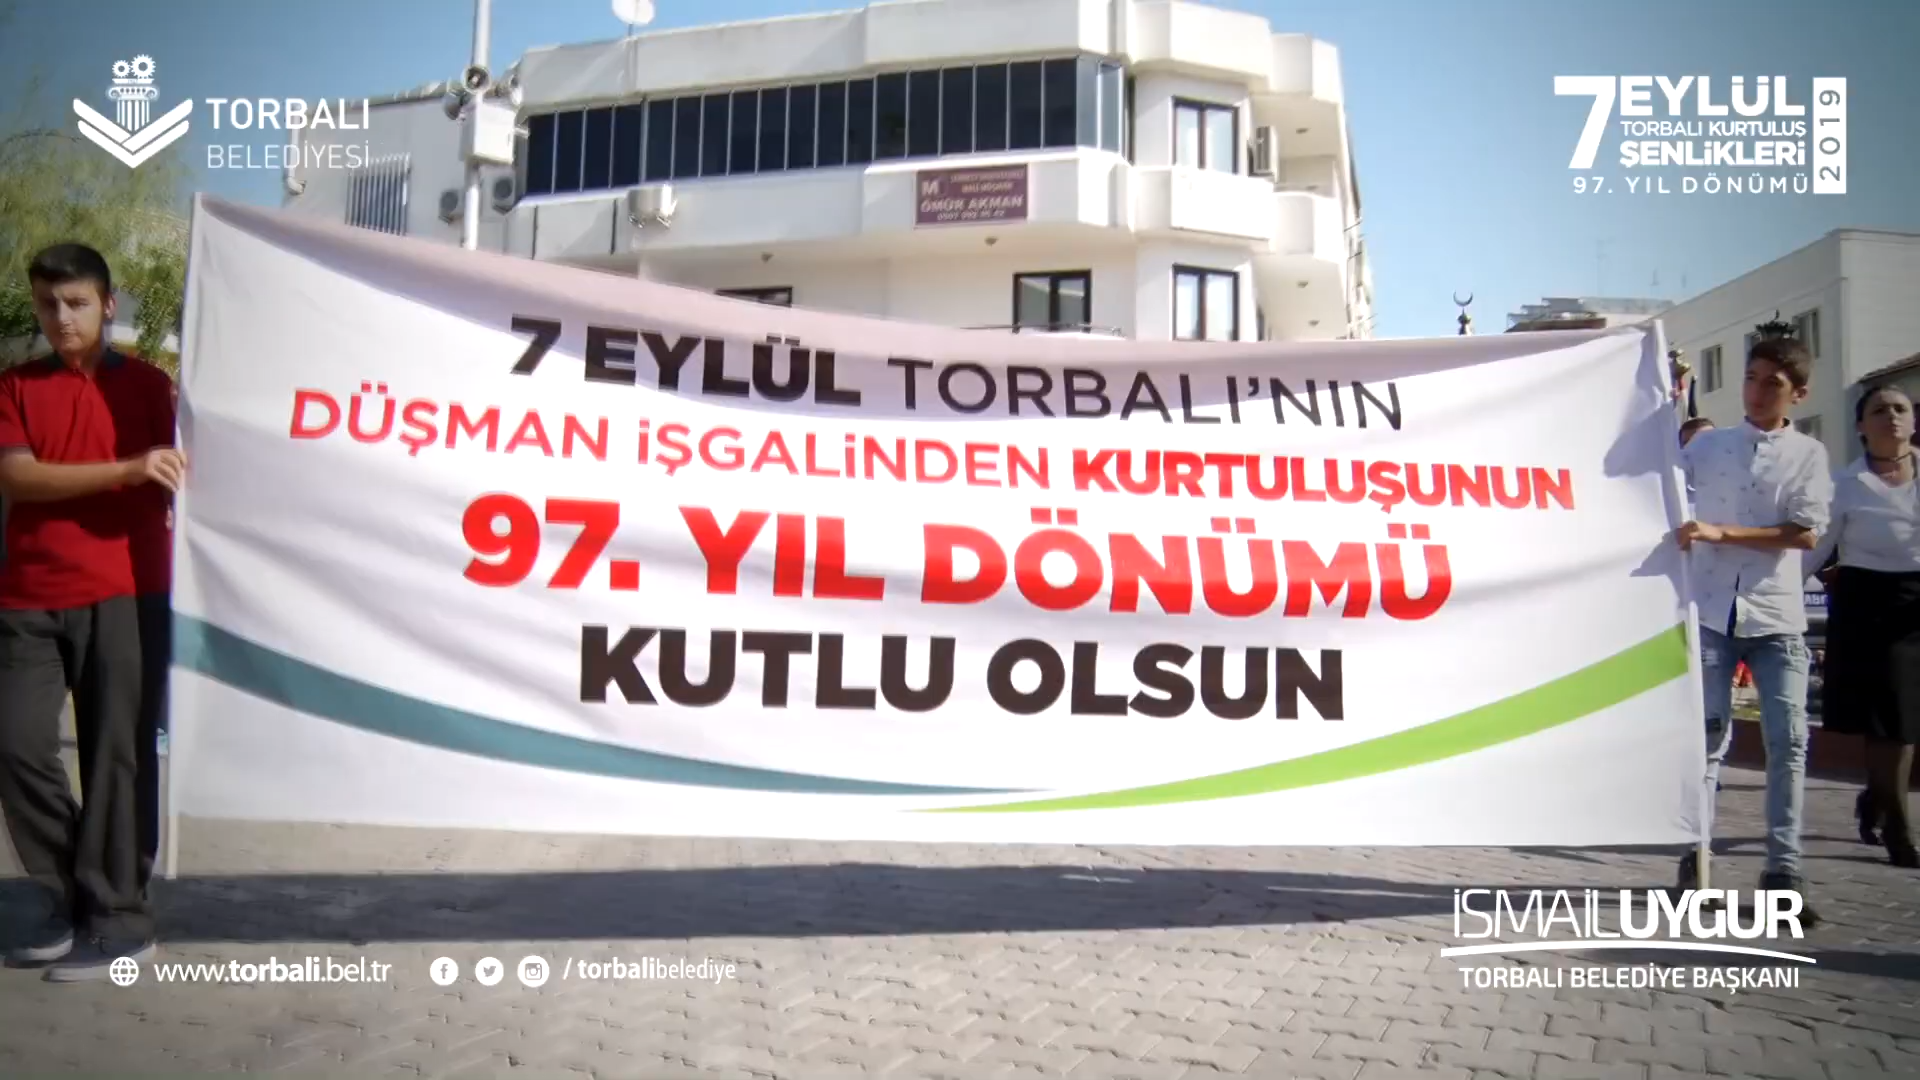 TORBALI
BELEDİYESİ
7 EYLÜL
TORBALI KURTULUŞ
ŞENLİKLERİ
97. YIL DÖNÜMÜ
2019
ÖMÜR AKMAN
7 EYLÜL TORBALI'NIN
DÜŞMAN İŞGALİNDEN KURTULUŞUNUN
97. YIL DÖNÜMÜ
KUTLU OLSUN
İSMAİL UYGUR
TORBALI BELEDİYE BAŞKANI
www.torbali.bel.tr
/ torbalibelediye